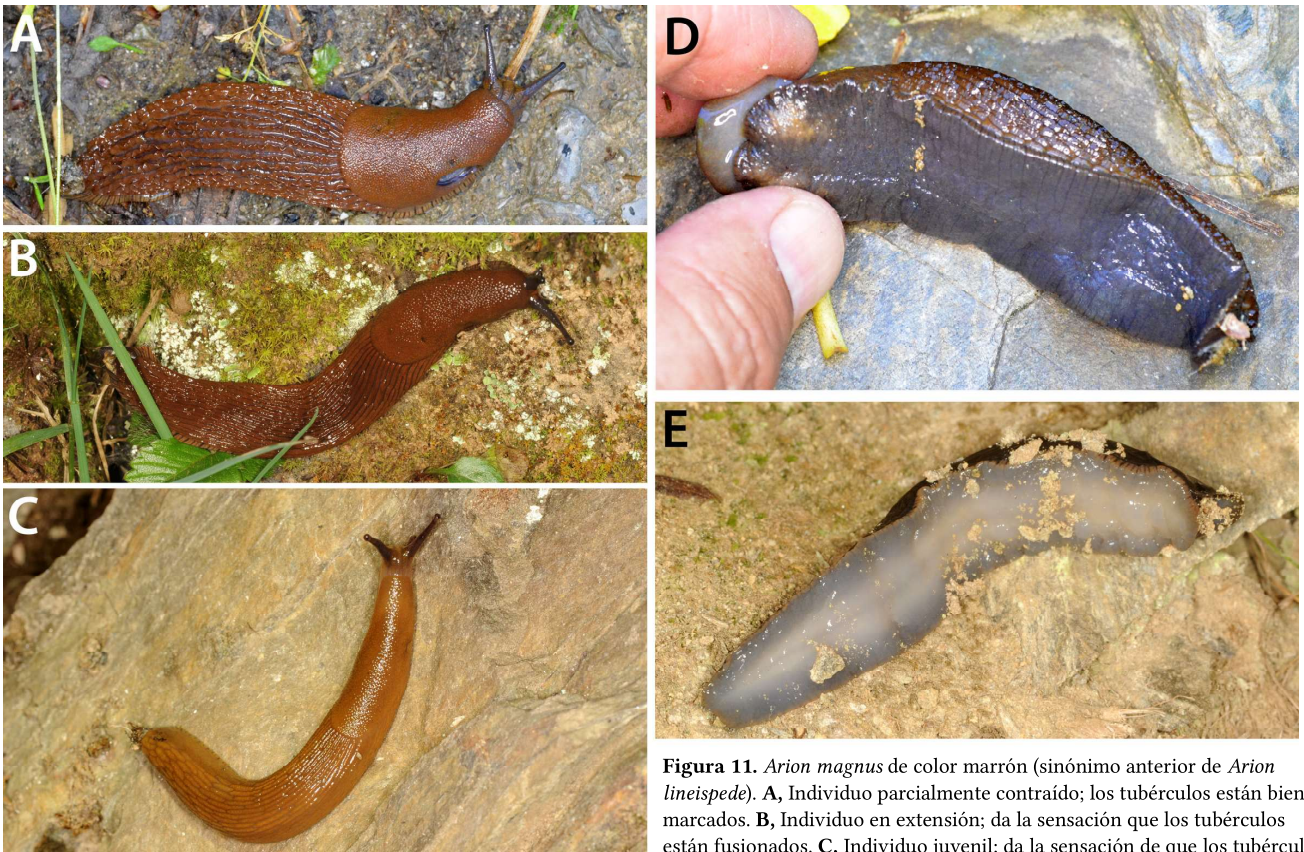 A
B
C
D
E
Figura 11. Arion magnus de color marrón (sinónimo anterior de Arion
lineispede). A, Individuo parcialmente contraído; los tubérculos están bien
marcados. B, Individuo en extensión; da la sensación que los tubérculos
están fusionados. C, Individuo juvenil; da la sensación de que los